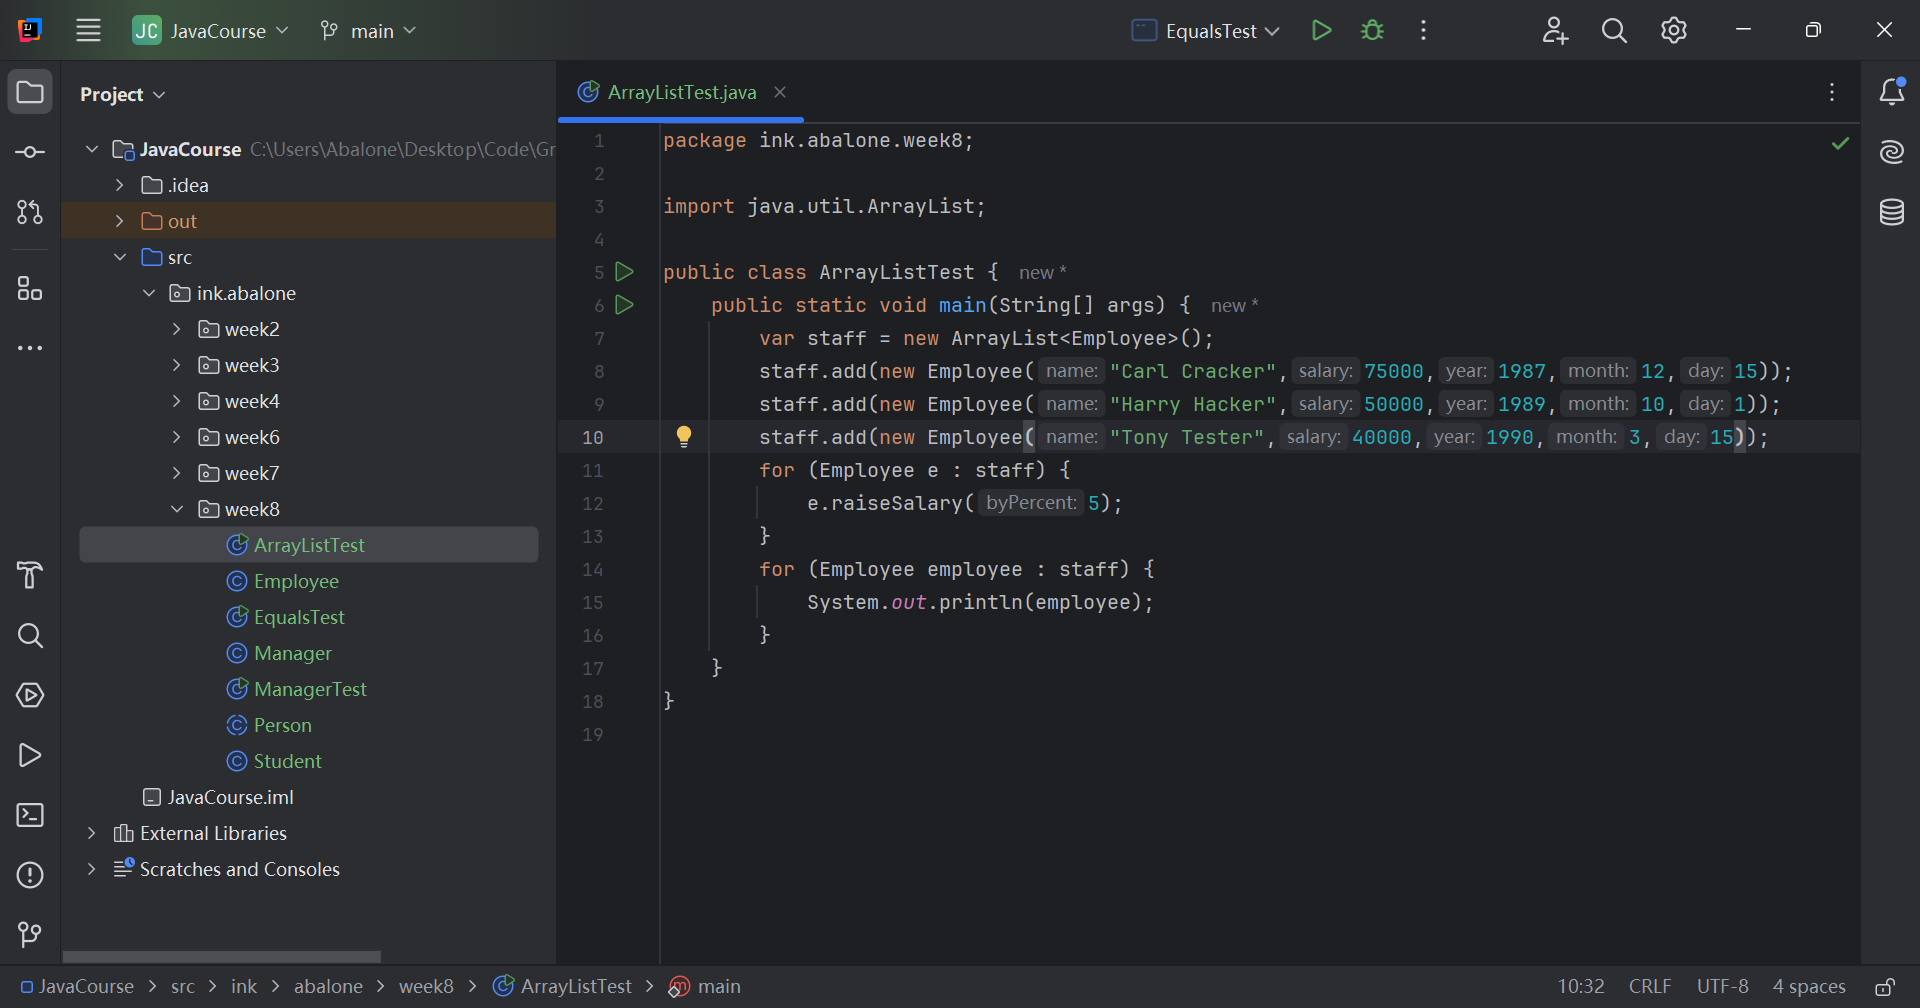 JC JavaCourse main EqualsTest
Project
JavaCourse C:\Users\Abalone\Desktop\Code\Gr
.idea
out
src
ink.abalone
week2
week3
week4
week6
week7
week8
ArrayListTest
Employee
EqualsTest
Manager
ManagerTest
Person
Student
JavaCourse.iml
External Libraries
Scratches and Consoles
ArrayListTest.java
1 package ink.abalone.week8;
2
3 import java.util.ArrayList;
4
5 public class ArrayListTest { new *
6 public static void main(String[] args) { new *
7 var staff = new ArrayList<Employee>();
8 staff.add(new Employee( name: "Carl Cracker", salary: 75000, year: 1987, month: 12, day: 15));
9 staff.add(new Employee( name: "Harry Hacker", salary: 50000, year: 1989, month: 10, day: 1));
10 staff.add(new Employee( name: "Tony Tester", salary: 40000, year: 1990, month: 3, day: 15));
11 for (Employee e : staff) {
12 e.raiseSalary( byPercent: 5);
13 }
14 for (Employee employee : staff) {
15 System.out.println(employee);
16 }
17 }
18 }
19
JavaCourse > src > ink > abalone > week8 > ArrayListTest > main
10:32 CRLF UTF-8 4 spaces